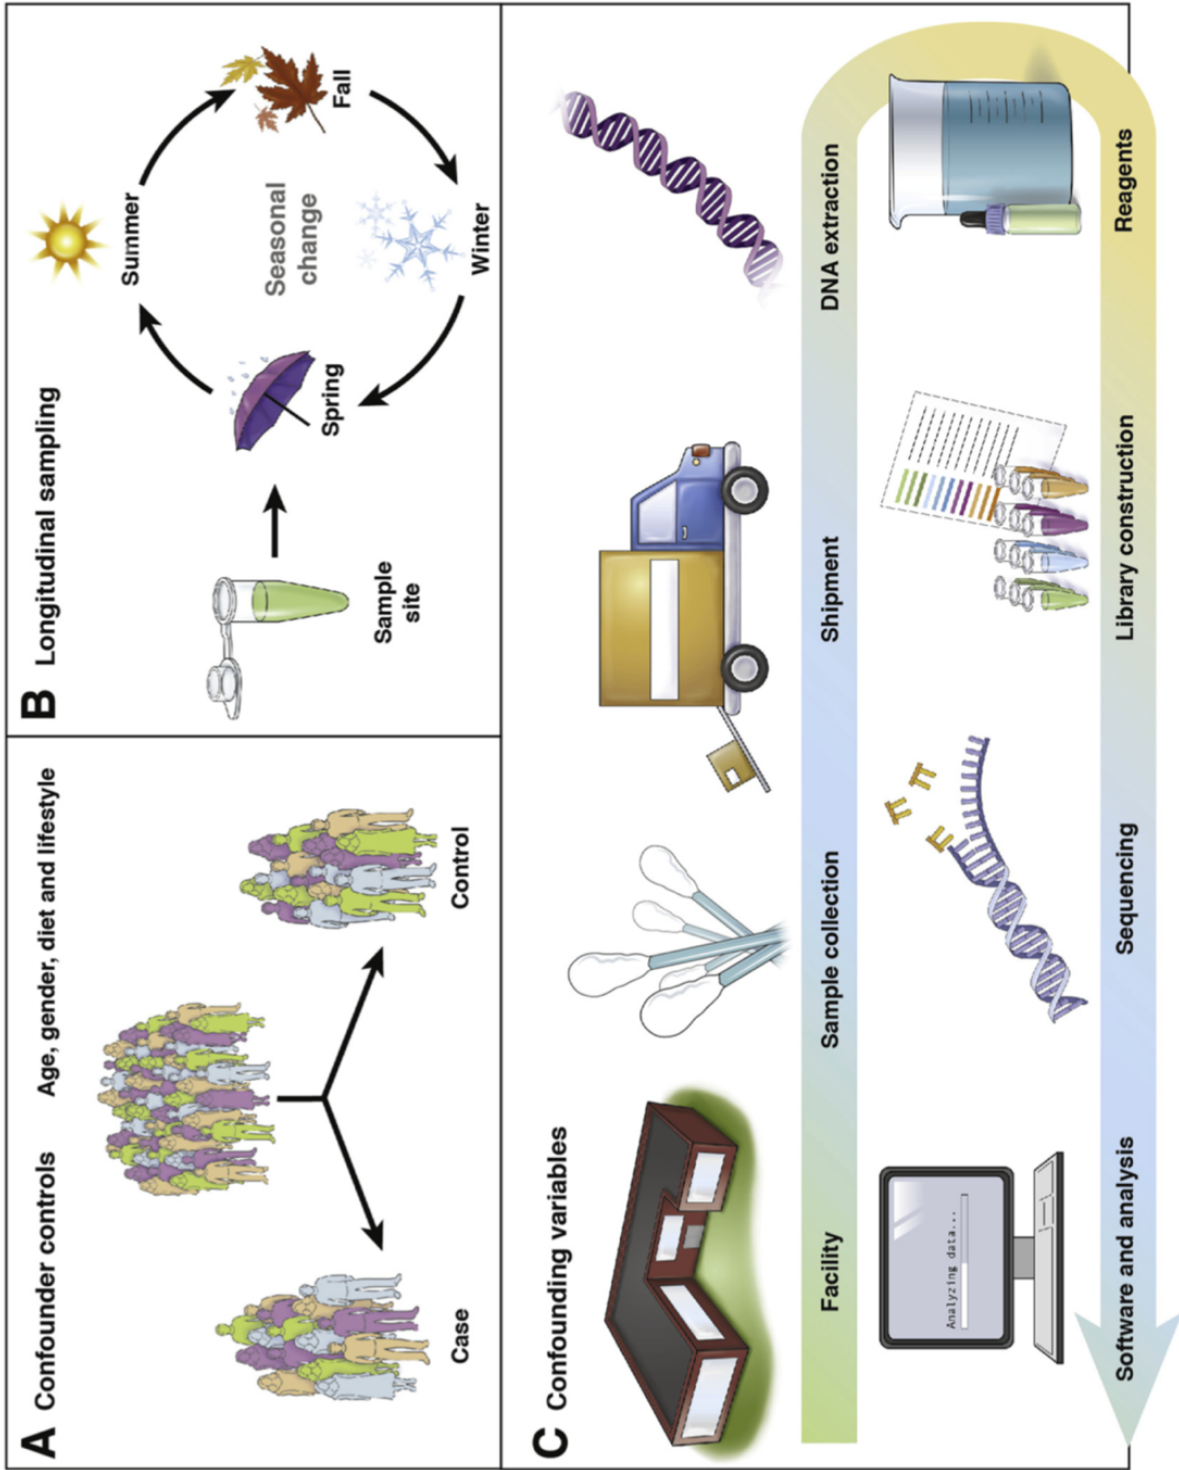 A Confounder controls Age, gender, diet and lifestyle
Case
Control
B Longitudinal sampling
Sample
site
Spring
Summer
Fall
Winter
Seasonal
change
C Confounding variables
Facility
Sample collection
Shipment
DNA extraction
Reagents
Library construction
Sequencing
Software and analysis
Analyzing data...